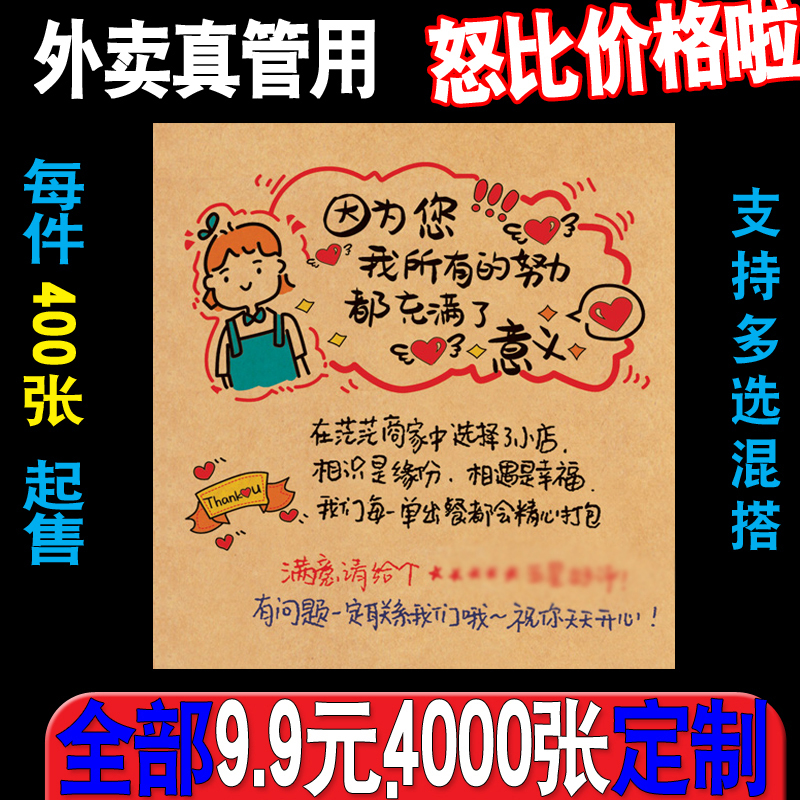 外卖真管用
怒比价格啦
每件400张起售
支持多选混搭
因为您!!!
我所有的努力
都充满了
意义
在茫茫商家中选择了小店.
相识是缘份.相遇是幸福.
Thank u
我们每一单出餐都会精心打包
满意请给个★★★★★
有问题一定联系我们哦~祝你天天开心!
全部9.9元.4000张定制